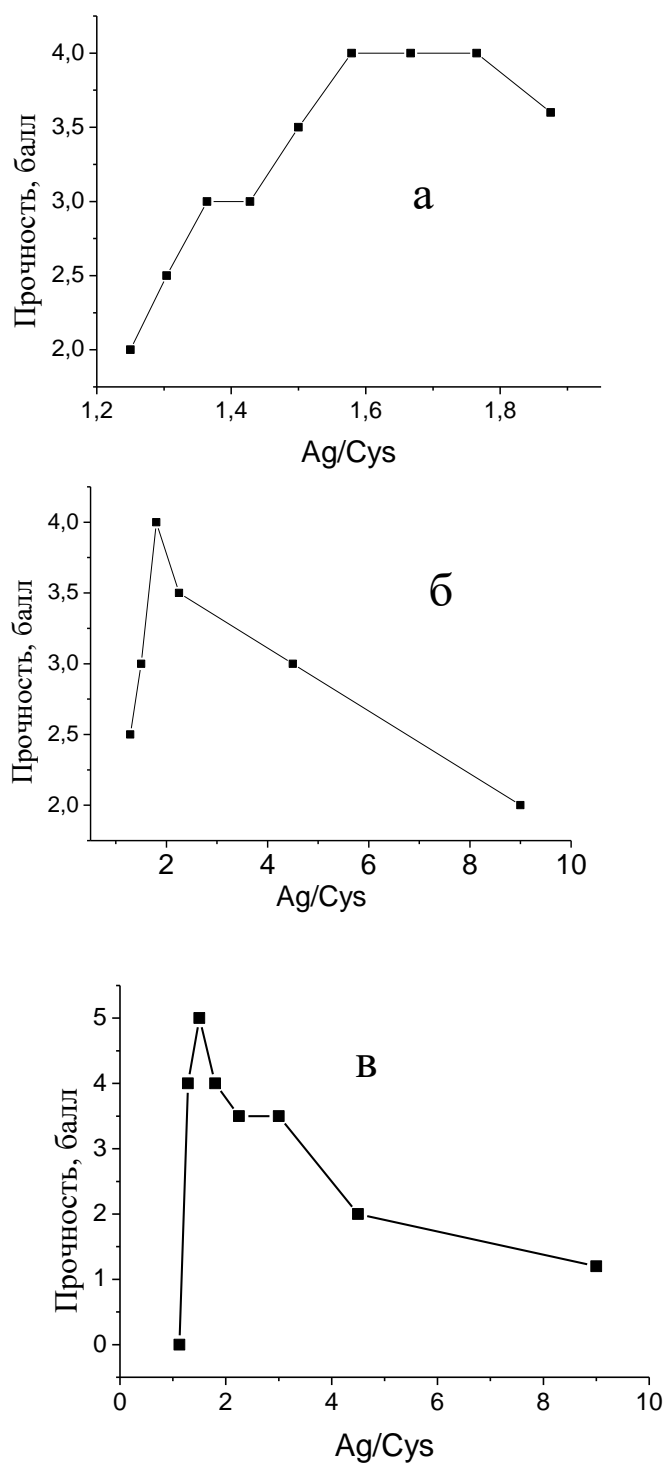 4,0
3,5
3,0
2,5
2,0
Прочность, балл
а
1,2 1,4 1,6 1,8
Ag/Cys
4,0
3,5
3,0
2,5
2,0
Прочность, балл
б
2 4 6 8 10
Ag/Cys
5
4
3
2
1
0
Прочность, балл
в
0 2 4 6 8 10
Ag/Cys